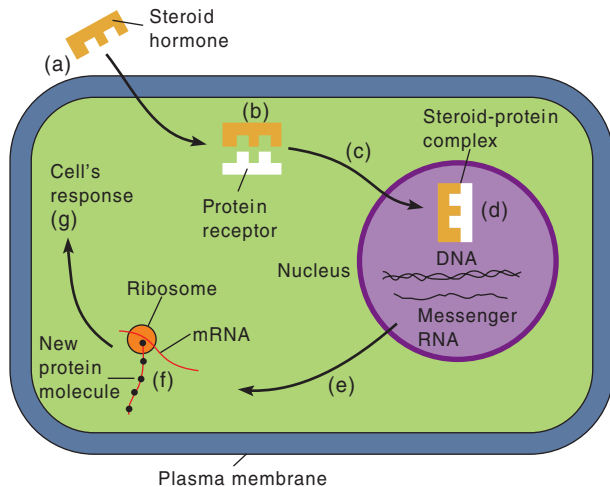 Steroid
hormone
(a)
(b)
Steroid-protein
complex
(c)
Cell's
response
(g)
Protein
receptor
(d)
DNA
Nucleus
Messenger
RNA
Ribosome
mRNA
New
protein
molecule
(f)
(e)
Plasma membrane